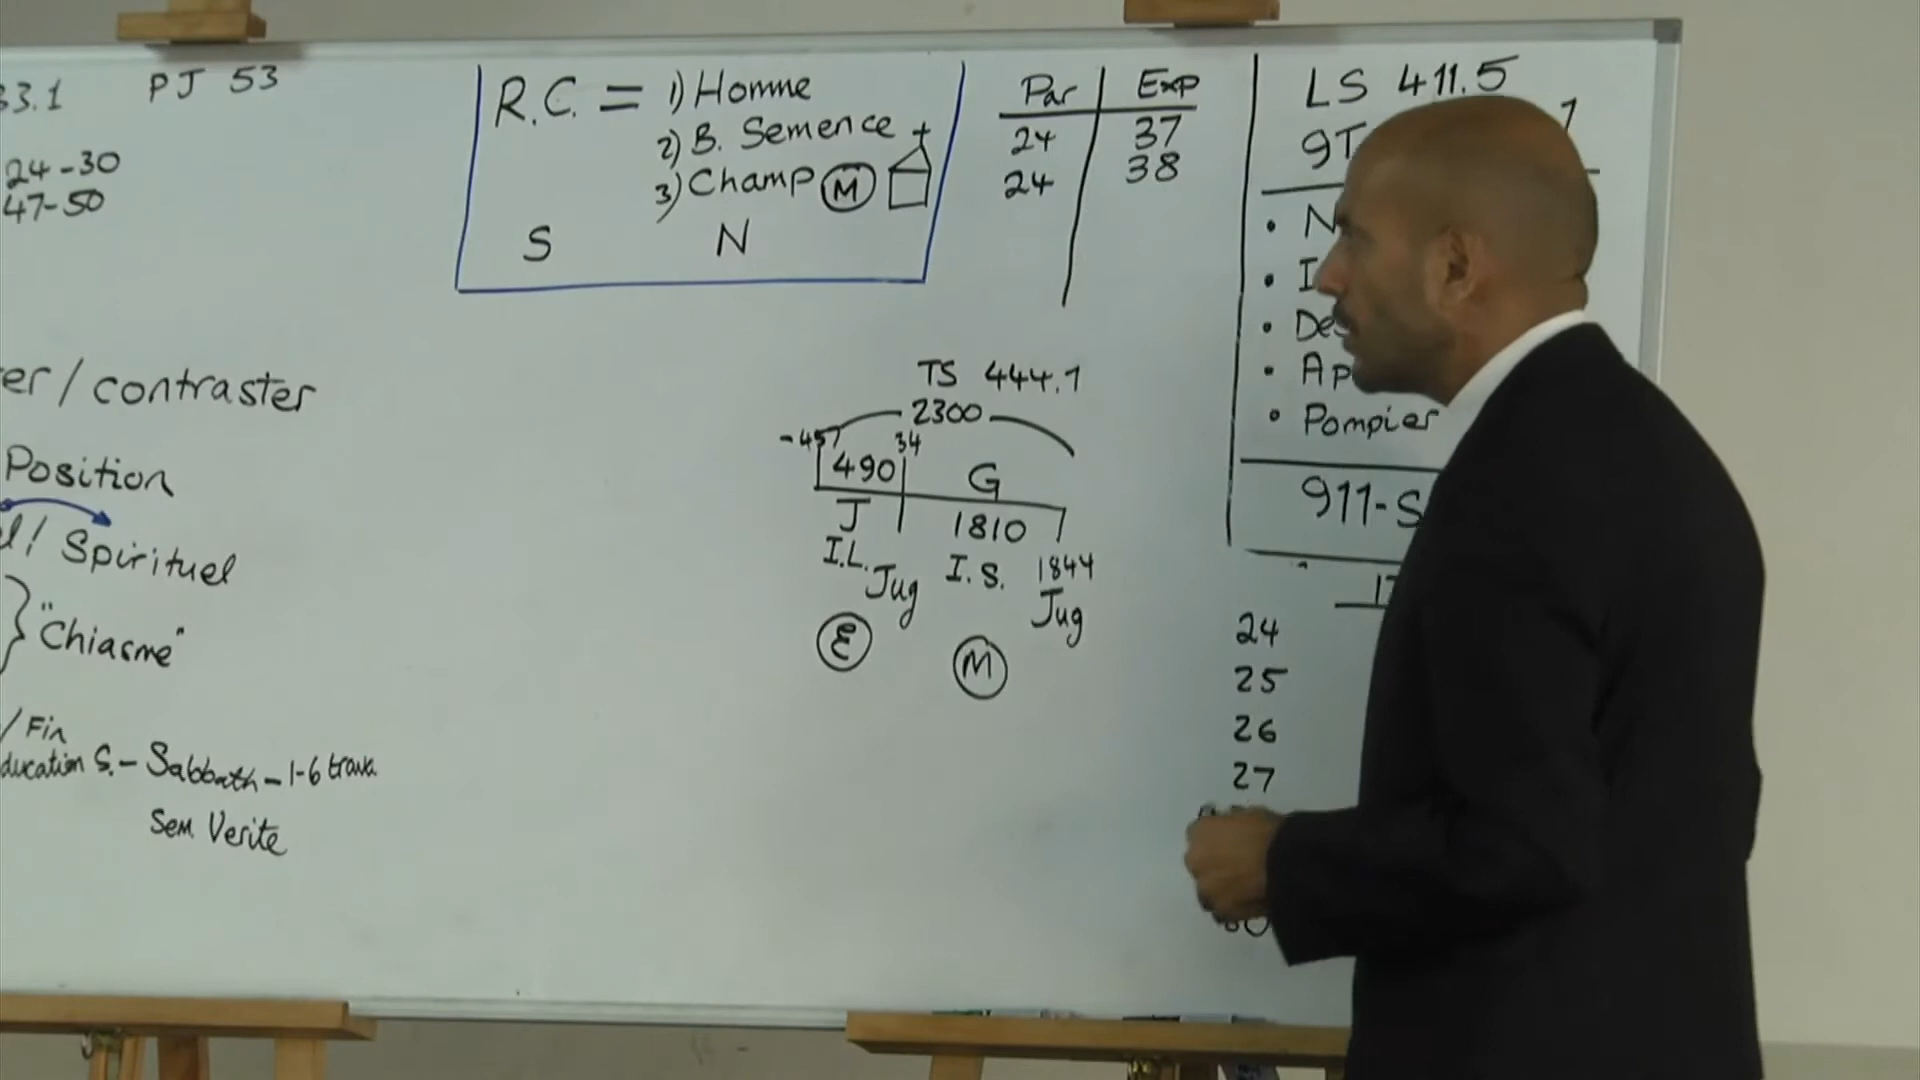 33.1 PJ 53
24-30
47-50
er / contraster
Position
/ Spirituel
"Chiasme"
/ Fin
ducation S. - Sabbath - 1-6 trava
Sem Verite
R.C. = 1) Homme
2) B. Semence
3) Champ M
S N
Par Exp
24 37
24 38
TS 444.1
2300
-457 34
490 G
J 1810
I.L. I.S. 1844
Jug Jug
E M
LS 411.5
9T
• N
• I
• Des
• Ap
• Pompier
911-S
24
25
26
27